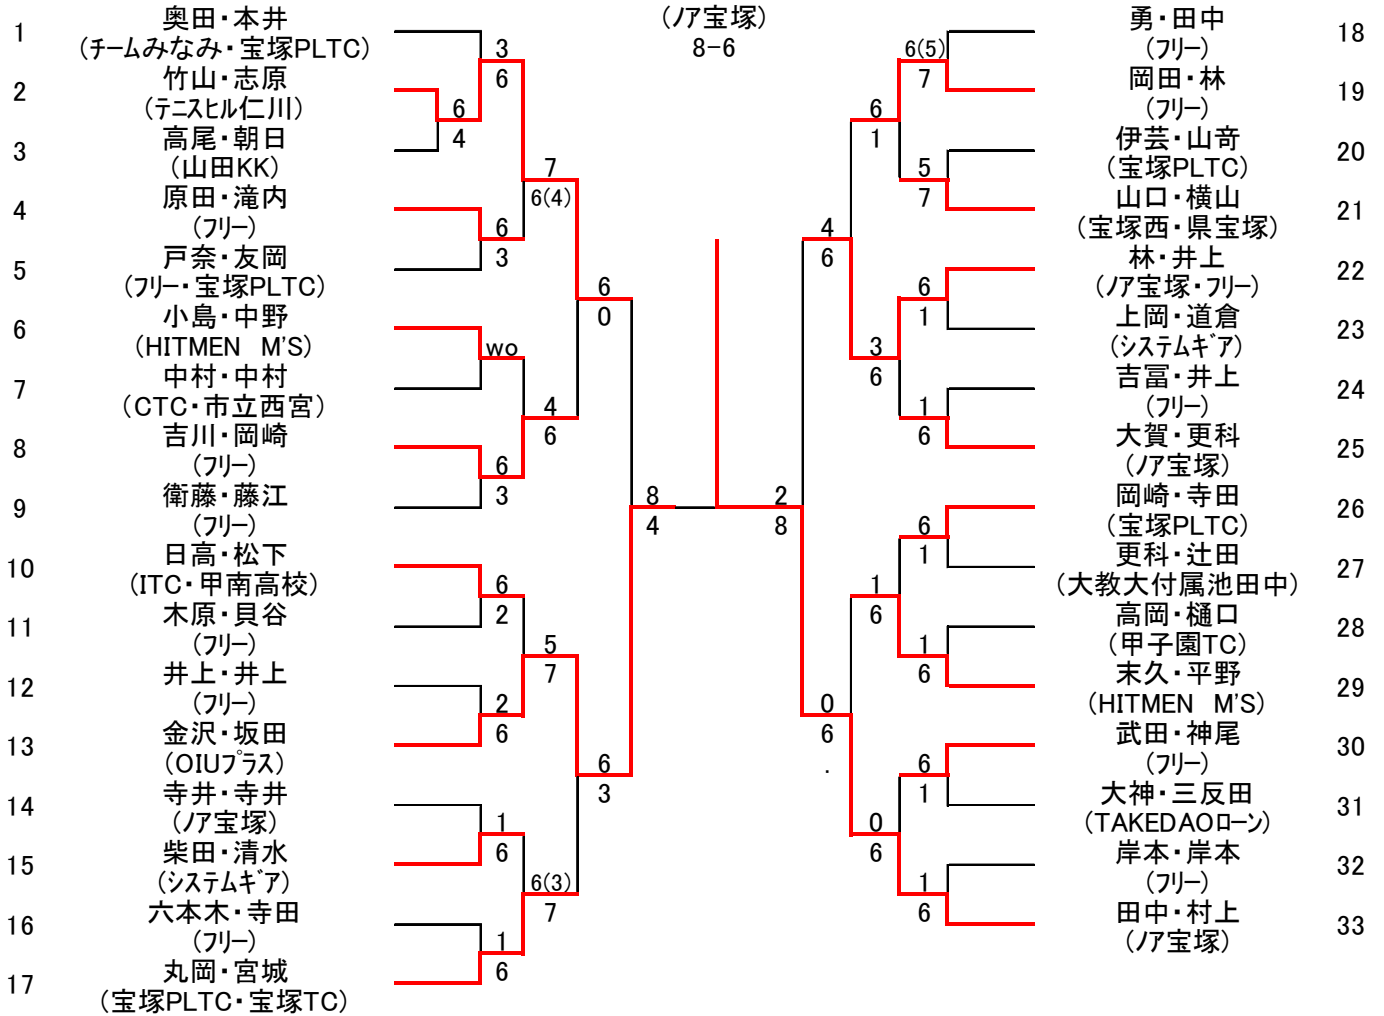 (ノア宝塚)
8-6
1
奥田・本井
(チームみなみ・宝塚PLTC)
2
竹山・志原
(テニスヒル仁川)
3
高尾・朝日
(山田KK)
4
原田・滝内
(フリー)
5
戸奈・友岡
(フリー・宝塚PLTC)
6
小島・中野
(HITMEN M'S)
7
中村・中村
(CTC・市立西宮)
8
吉川・岡崎
(フリー)
9
衛藤・藤江
(フリー)
10
日高・松下
(ITC・甲南高校)
11
木原・貝谷
(フリー)
12
井上・井上
(フリー)
13
金沢・坂田
(OIUプラス)
14
寺井・寺井
(ノア宝塚)
15
柴田・清水
(システムギア)
16
六本木・寺田
(フリー)
17
丸岡・宮城
(宝塚PLTC・宝塚TC)
3
6
6
4
6
3
wo
6
3
6
2
2
6
1
6
1
6
7
6(4)
4
6
5
7
6(3)
7
6
0
6
3
8
4
2
8
4
6
0
6
.
6
1
3
6
1
6
0
6
6(5)
7
5
7
6
1
1
6
6
1
1
6
6
1
1
6
勇・田中
(フリー)
18
岡田・林
(フリー)
19
伊芸・山竒
(宝塚PLTC)
20
山口・横山
(宝塚西・県宝塚)
21
林・井上
(ノア宝塚・フリー)
22
上岡・道倉
(システムギア)
23
吉冨・井上
(フリー)
24
大賀・更科
(ノア宝塚)
25
岡崎・寺田
(宝塚PLTC)
26
更科・辻田
(大教大付属池田中)
27
高岡・樋口
(甲子園TC)
28
末久・平野
(HITMEN M'S)
29
武田・神尾
(フリー)
30
大神・三反田
(TAKEDAOローン)
31
岸本・岸本
(フリー)
32
田中・村上
(ノア宝塚)
33